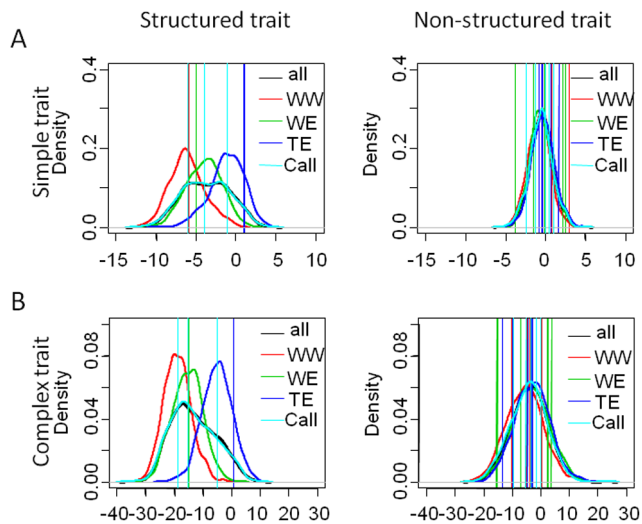 Structured trait
Non-structured trait
A
Simple trait
Density
0.0 0.2 0.4
all
WW
WE
TE
Call
-15 -10 -5 0 5 10
Density
0.0 0.2 0.4
all
WW
WE
TE
Call
-15 -10 -5 0 5 10
B
Complex trait
Density
0.00 0.04 0.08
all
WW
WE
TE
Call
-40 -30 -20 -10 0 10 20 30
Density
0.00 0.04 0.08
all
WW
WE
TE
Call
-40 -30 -20 -10 0 10 20 30